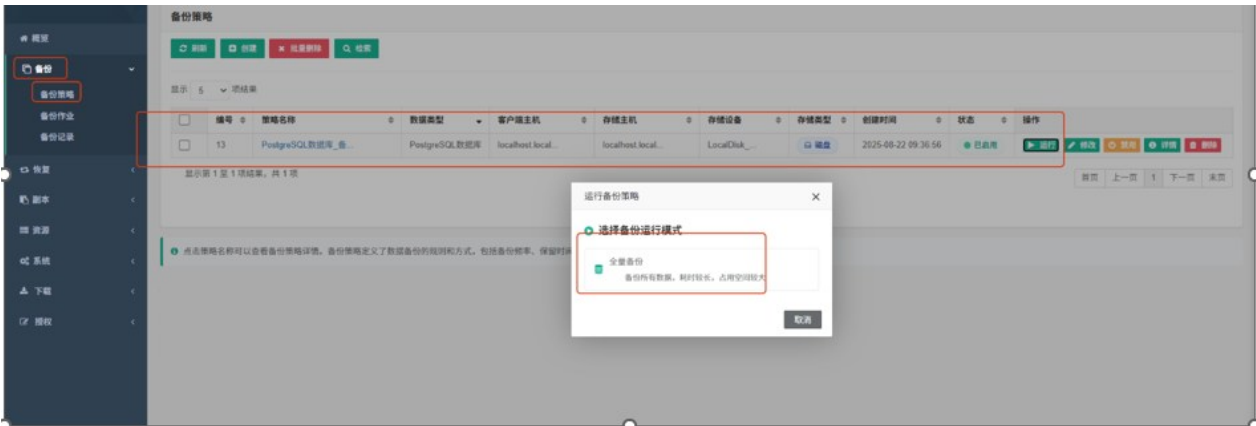 备份策略
概览
刷新 创建 批量删除 检索
备份
备份策略
显示 5 项结果
备份作业
编号 策略名称 数据类型 客户端主机 存储主机 存储设备 存储类型 创建时间 状态 操作
备份记录
13 PostgreSQL数据库_备... PostgreSQL数据库 localhost.local... localhost.local... LocalDisk_... 磁盘 2025-08-22 09:36:56 已启用 运行 修改 禁用 详情 删除
恢复
显示第 1 至 1 项结果，共 1 项
首页 上一页 1 下一页 末页
副本
运行备份策略 ×
资源
选择备份运行模式
点击策略名称可以查看备份策略详情。备份策略定义了数据备份的规则和方式，包括备份频率、保留时间
系统
全量备份
备份所有数据，耗时较长，占用空间较大
下载
授权
取消